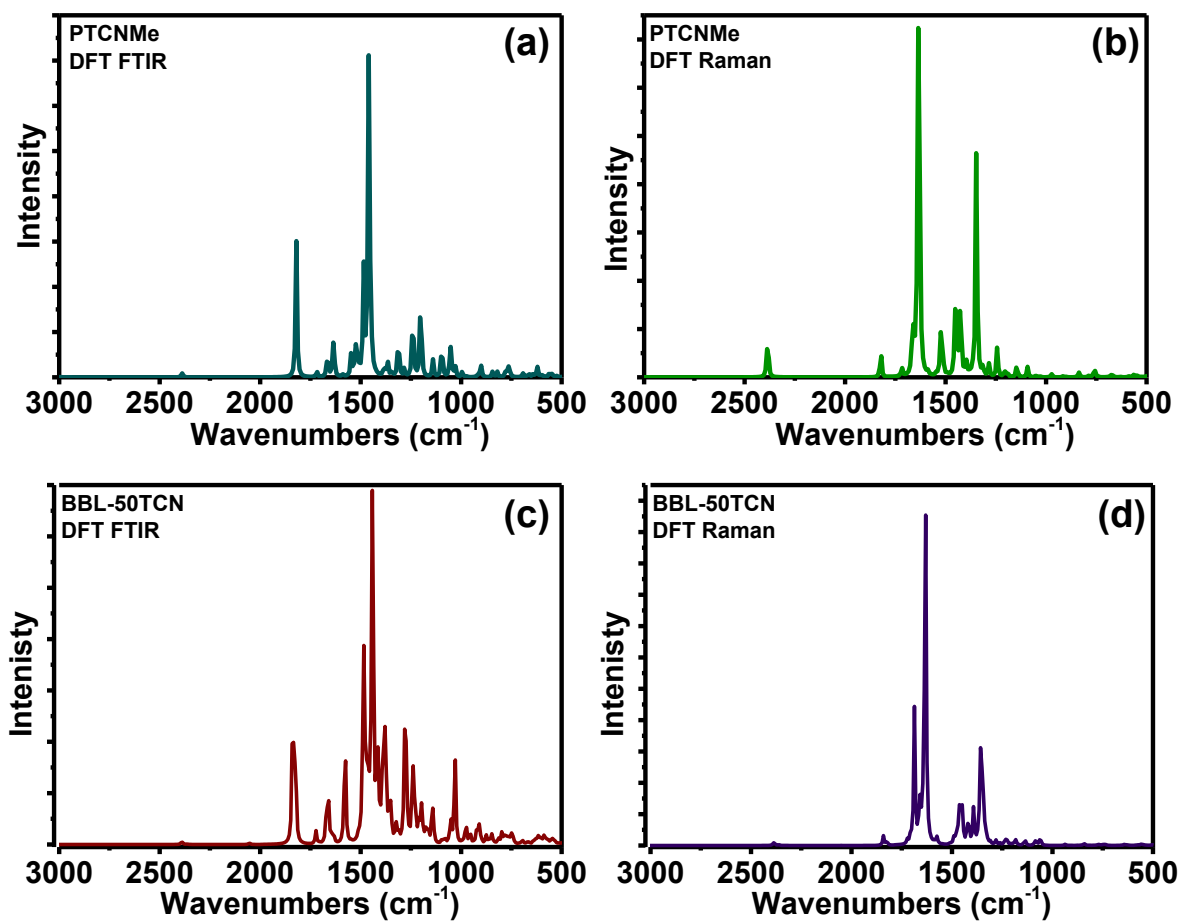 PTCNMe
DFT FTIR
(a)
Intensity
3000 2500 2000 1500 1000 500
Wavenumbers (cm-1)
PTCNMe
DFT Raman
(b)
Intensity
3000 2500 2000 1500 1000 500
Wavenumbers (cm-1)
BBL-50TCN
DFT FTIR
(c)
Intenisty
3000 2500 2000 1500 1000 500
Wavenumbers (cm-1)
BBL-50TCN
DFT Raman
(d)
Intenisty
3000 2500 2000 1500 1000 500
Wavenumbers (cm-1)